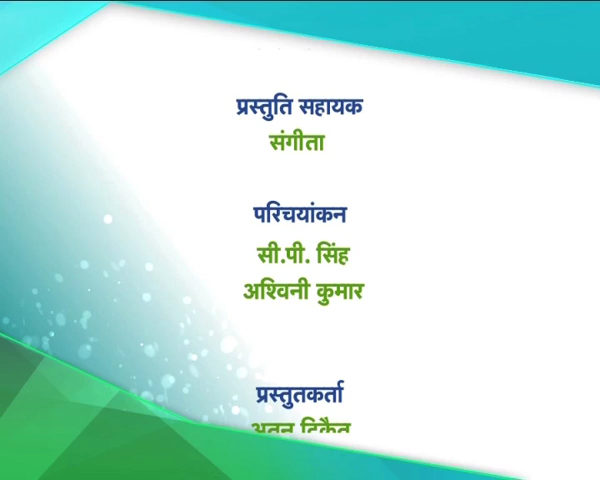 प्रस्तुति सहायक
संगीता
परिचयांकन
सी.पी. सिंह
अश्विनी कुमार
प्रस्तुतकर्ता
टिकैत